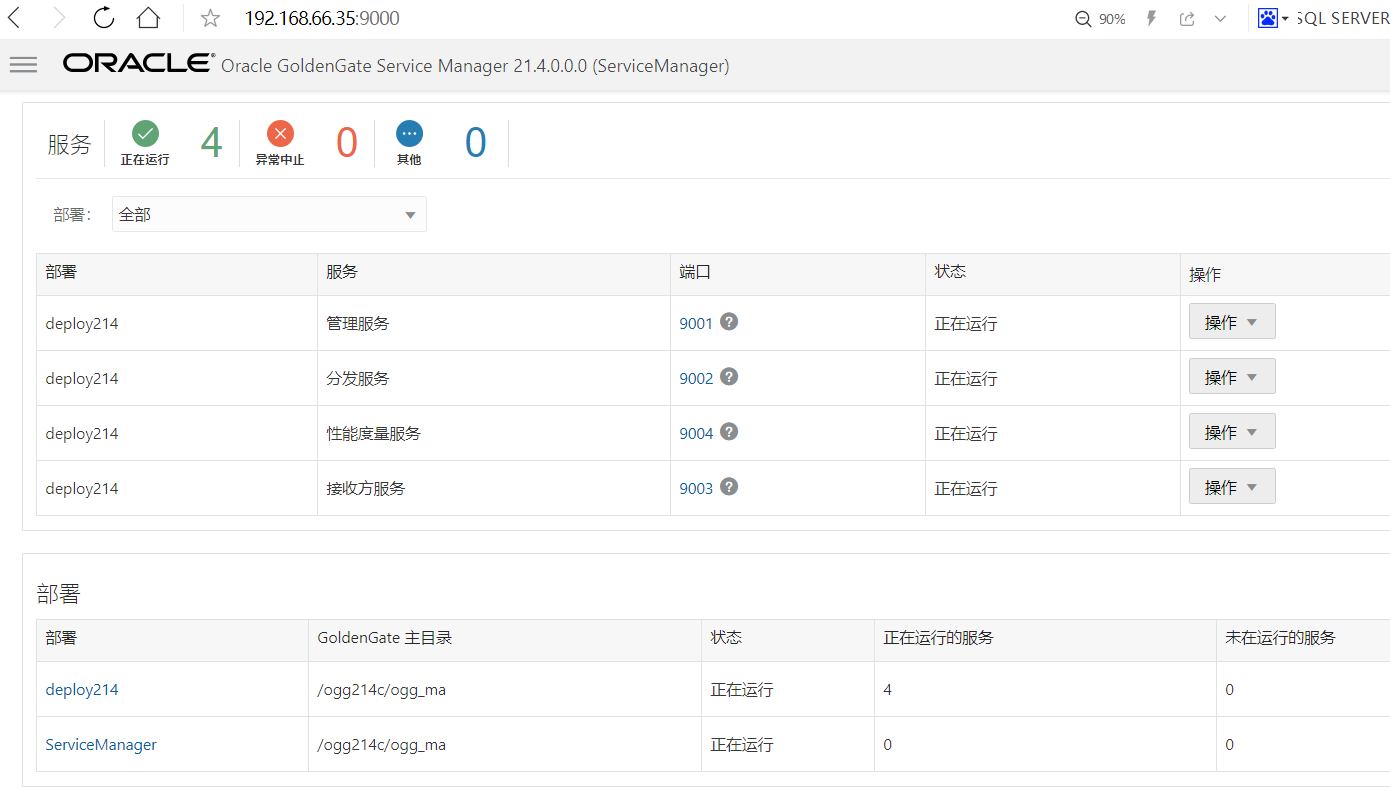 192.168.66.35:9000 90% SQL SERVER
ORACLE® Oracle GoldenGate Service Manager 21.4.0.0.0 (ServiceManager)
服务 正在运行 4 异常中止 0 其他 0
部署: 全部
部署 服务 端口 状态 操作
deploy214 管理服务 9001 ? 正在运行 操作
deploy214 分发服务 9002 ? 正在运行 操作
deploy214 性能度量服务 9004 ? 正在运行 操作
deploy214 接收方服务 9003 ? 正在运行 操作
部署
部署 GoldenGate 主目录 状态 正在运行的服务 未在运行的服务
deploy214 /ogg214c/ogg_ma 正在运行 4 0
ServiceManager /ogg214c/ogg_ma 正在运行 0 0